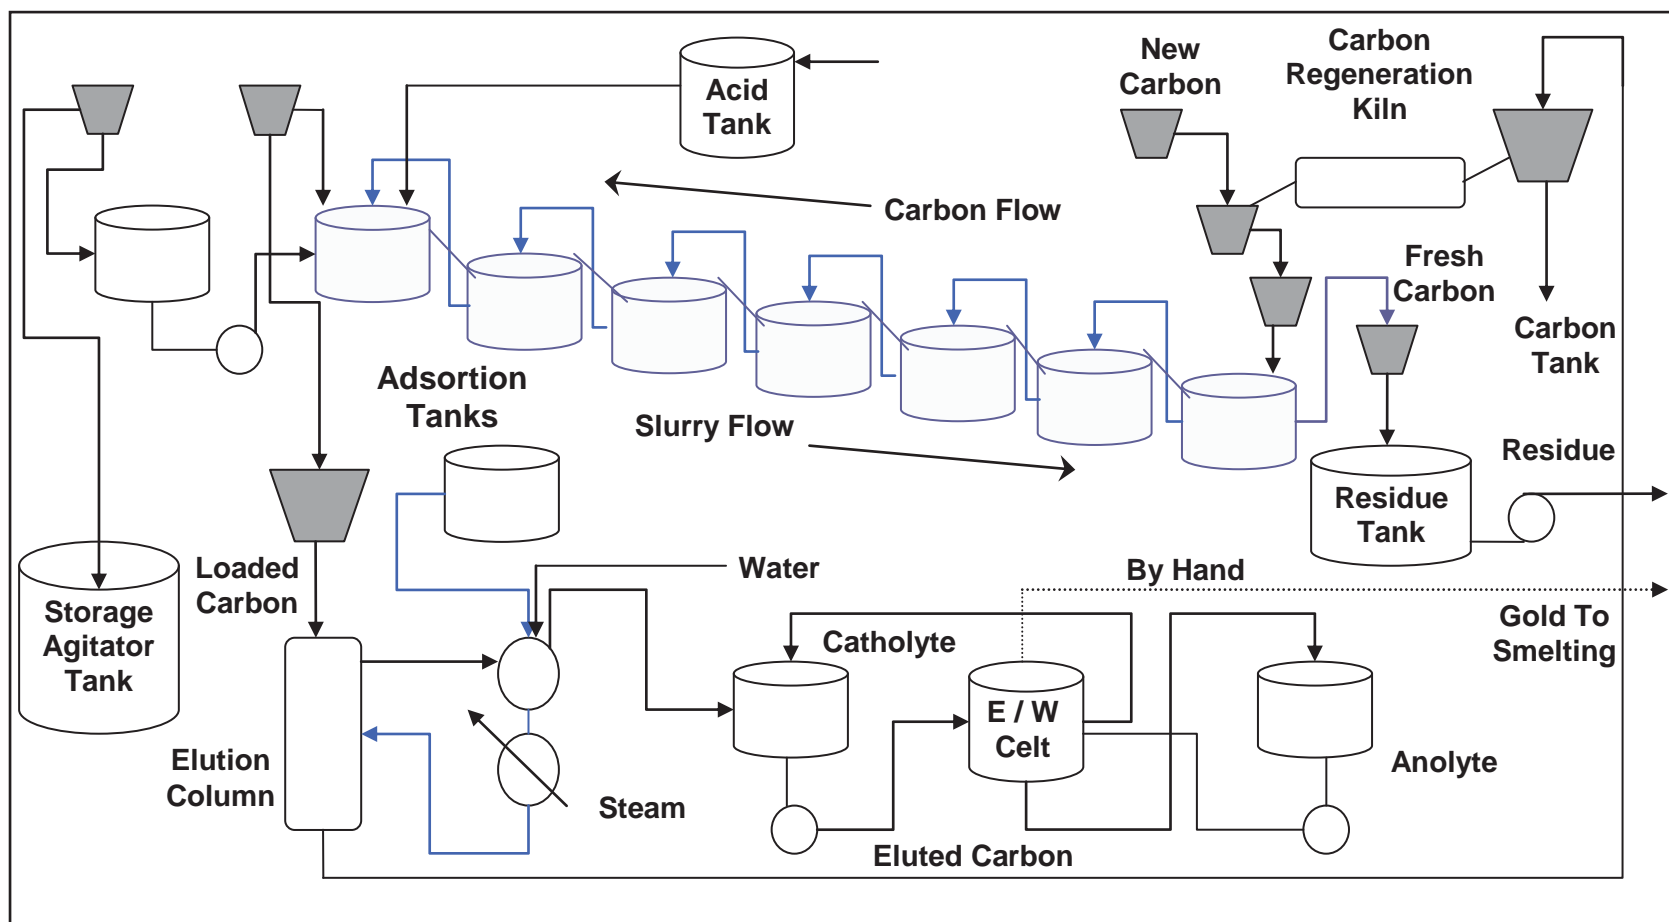 New
Carbon
Carbon
Regeneration
Kiln
Acid
Tank
Carbon Flow
Fresh
Carbon
Carbon
Tank
Adsortion
Tanks
Slurry Flow
Residue
Residue
Tank
Loaded
Carbon
Water
By Hand
Storage
Agitator
Tank
Gold To
Smelting
Catholyte
E / W
Celt
Elution
Column
Steam
Anolyte
Eluted Carbon